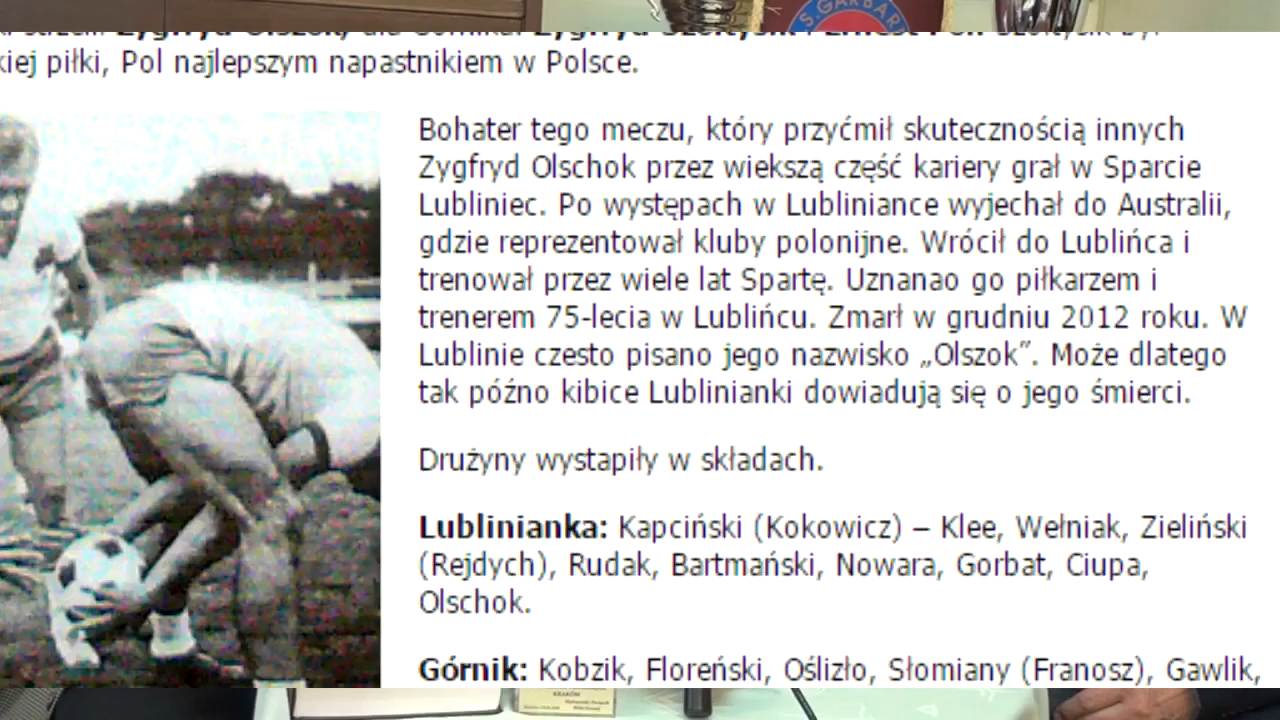 S.GARBAR
kiej piłki, Pol najlepszym napastnikiem w Polsce.
Bohater tego meczu, który przyćmił skutecznością innych
Zygfryd Olschok przez wiekszą część kariery grał w Sparcie
Lubliniec. Po występach w Lubliniance wyjechał do Australii,
gdzie reprezentował kluby polonijne. Wrócił do Lublińca i
trenował przez wiele lat Spartę. Uznanao go piłkarzem i
trenerem 75-lecia w Lublińcu. Zmarł w grudniu 2012 roku. W
Lublinie czesto pisano jego nazwisko „Olszok”. Może dlatego
tak późno kibice Lublinianki dowiadują się o jego śmierci.
Drużyny wystapiły w składach.
Lublinianka: Kapciński (Kokowicz) – Klee, Wełniak, Zieliński
(Rejdych), Rudak, Bartmański, Nowara, Gorbat, Ciupa,
Olschok.
Górnik: Kobzik, Floreński, Oślizło, Słomiany (Franosz), Gawlik,
KRAKÓW